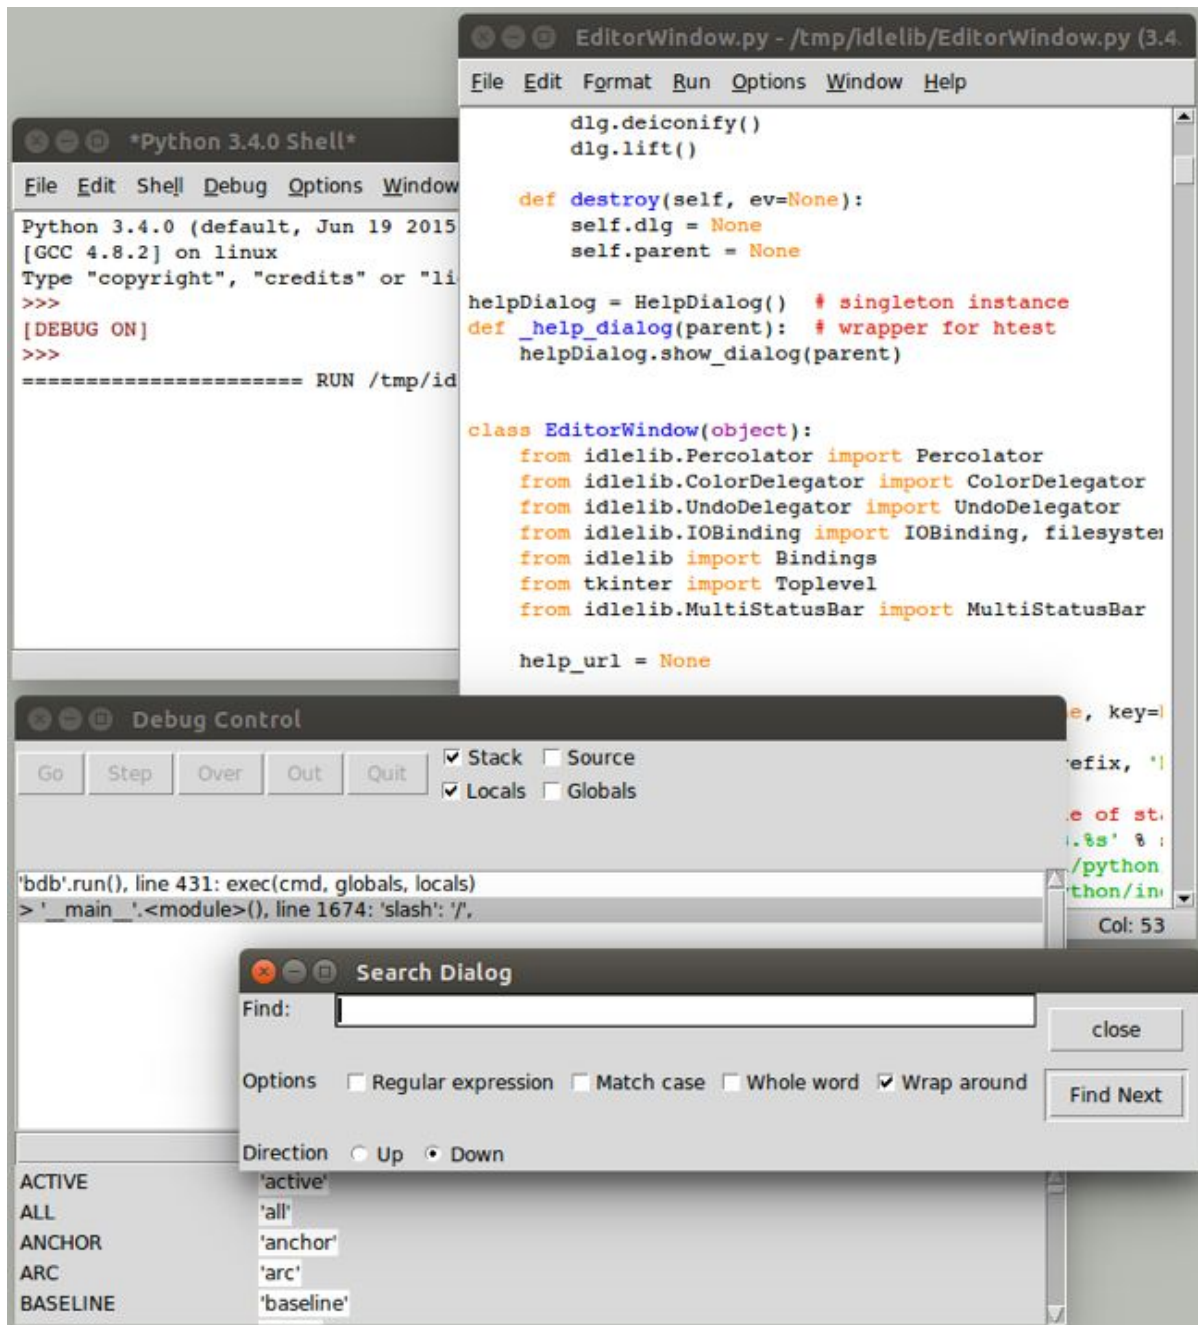 EditorWindow.py - /tmp/idlelib/EditorWindow.py (3.4.
File Edit Format Run Options Window Help
dlg.deiconify()
dlg.lift()
def destroy(self, ev=None):
self.dlg = None
self.parent = None
helpDialog = HelpDialog()  # singleton instance
def _help_dialog(parent):  # wrapper for htest
helpDialog.show_dialog(parent)
class EditorWindow(object):
from idlelib.Percolator import Percolator
from idlelib.ColorDelegator import ColorDelegator
from idlelib.UndoDelegator import UndoDelegator
from idlelib.IOBinding import IOBinding, filesystem
from idlelib import Bindings
from tkinter import Toplevel
from idlelib.MultiStatusBar import MultiStatusBar
help_url = None
e, key=
efix, '
e of st
.%s' %
/python
thon/in
Col: 53
*Python 3.4.0 Shell*
File Edit Shell Debug Options Window
Python 3.4.0 (default, Jun 19 2015
[GCC 4.8.2] on linux
Type "copyright", "credits" or "li
>>>
[DEBUG ON]
>>>
====================== RUN /tmp/id
Debug Control
Go Step Over Out Quit
Stack Source
Locals Globals
'bdb'.run(), line 431: exec(cmd, globals, locals)
> '__main__'.<module>(), line 1674: 'slash': '/',
Search Dialog
Find:
close
Options Regular expression Match case Whole word Wrap around
Find Next
Direction Up Down
ACTIVE 'active'
ALL 'all'
ANCHOR 'anchor'
ARC 'arc'
BASELINE 'baseline'